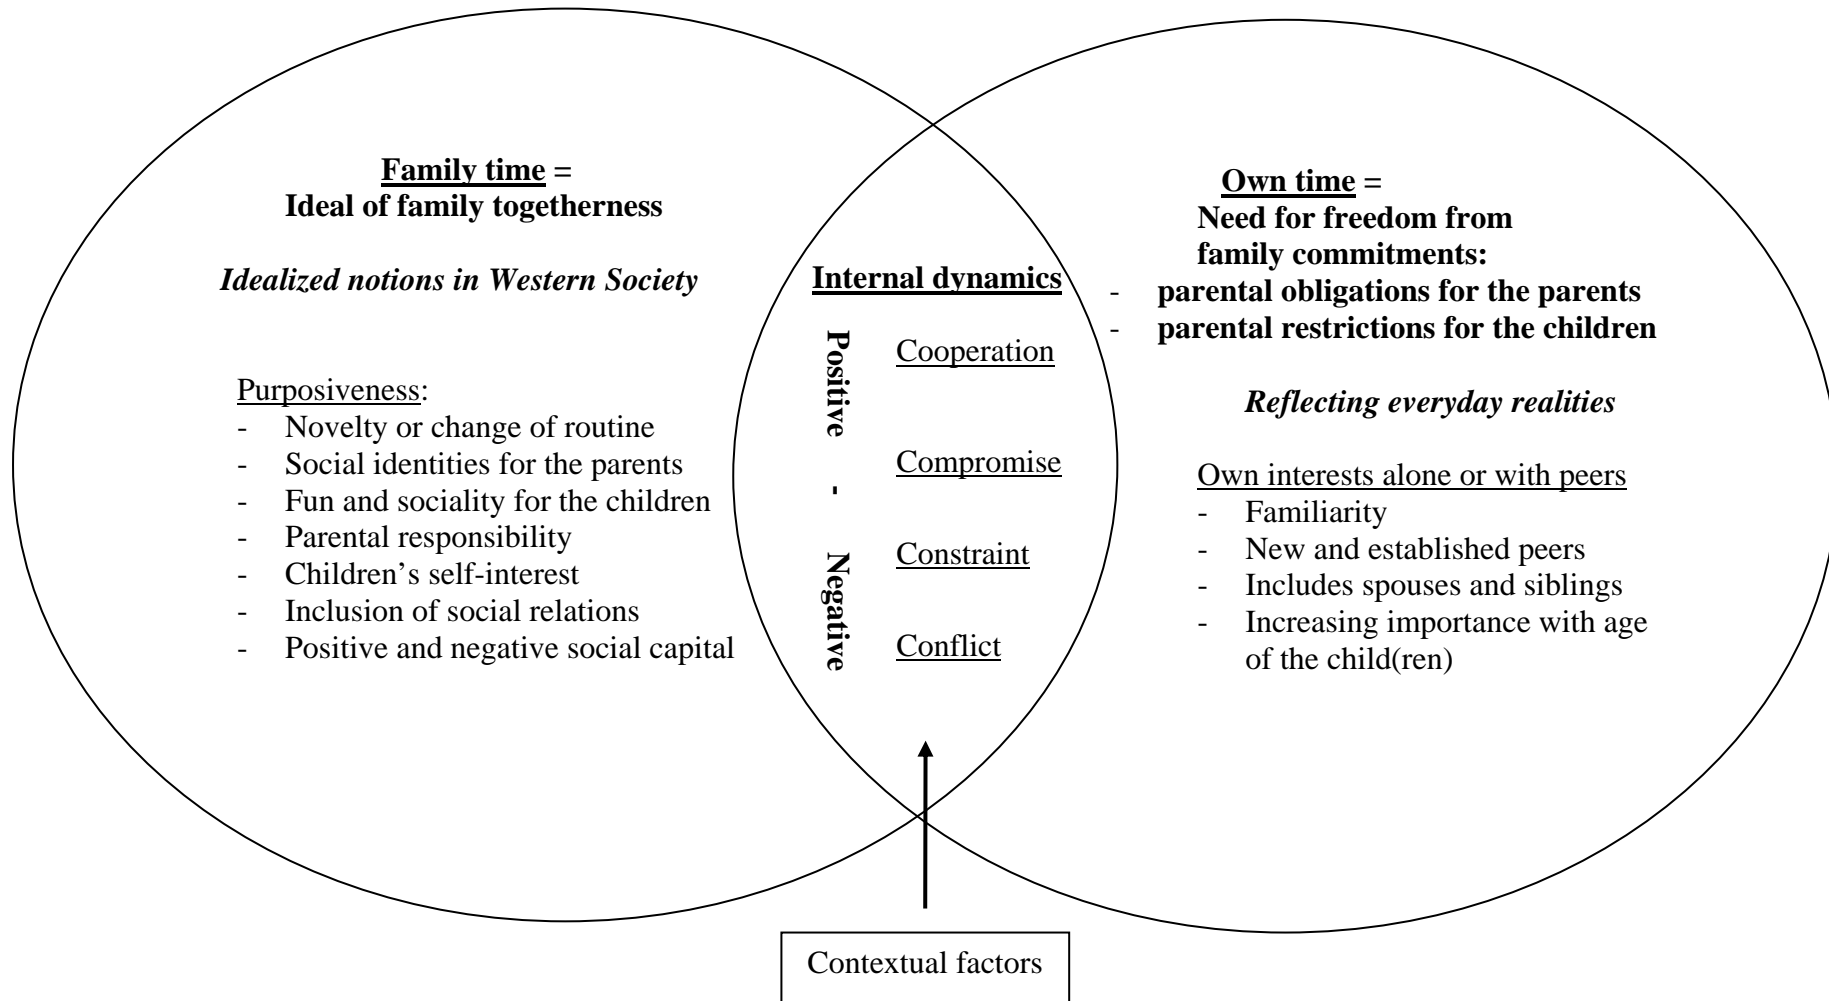 Family time =
Ideal of family togetherness
Idealized notions in Western Society
Purposiveness:
- Novelty or change of routine
- Social identities for the parents
- Fun and sociality for the children
- Parental responsibility
- Children’s self-interest
- Inclusion of social relations
- Positive and negative social capital
Internal dynamics
Positive - Negative
Cooperation
Compromise
Constraint
Conflict
Own time =
Need for freedom from
family commitments:
- parental obligations for the parents
- parental restrictions for the children
Reflecting everyday realities
Own interests alone or with peers
- Familiarity
- New and established peers
- Includes spouses and siblings
- Increasing importance with age
of the child(ren)
Contextual factors